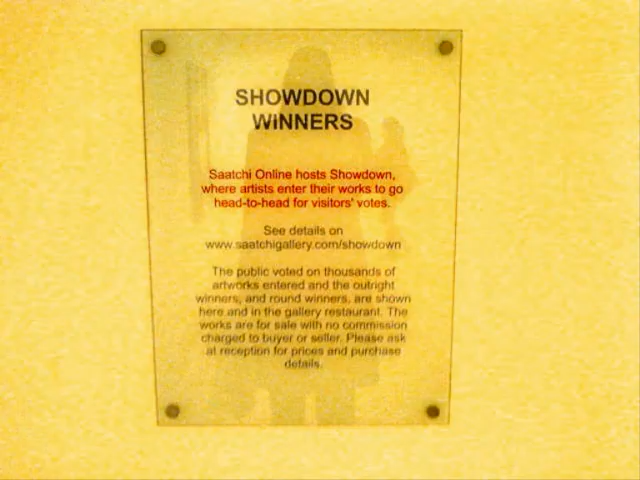 SHOWDOWN
WINNERS
Saatchi Online hosts Showdown,
where artists enter their works to go
head-to-head for visitors' votes.
See details on
www.saatchigallery.com/showdown
The public voted on thousands of
artworks entered and the outright
winners, and round winners, are shown
here and in the gallery restaurant. The
works are for sale with no commission
charged to buyer or seller. Please ask
at reception for prices and purchase
details.